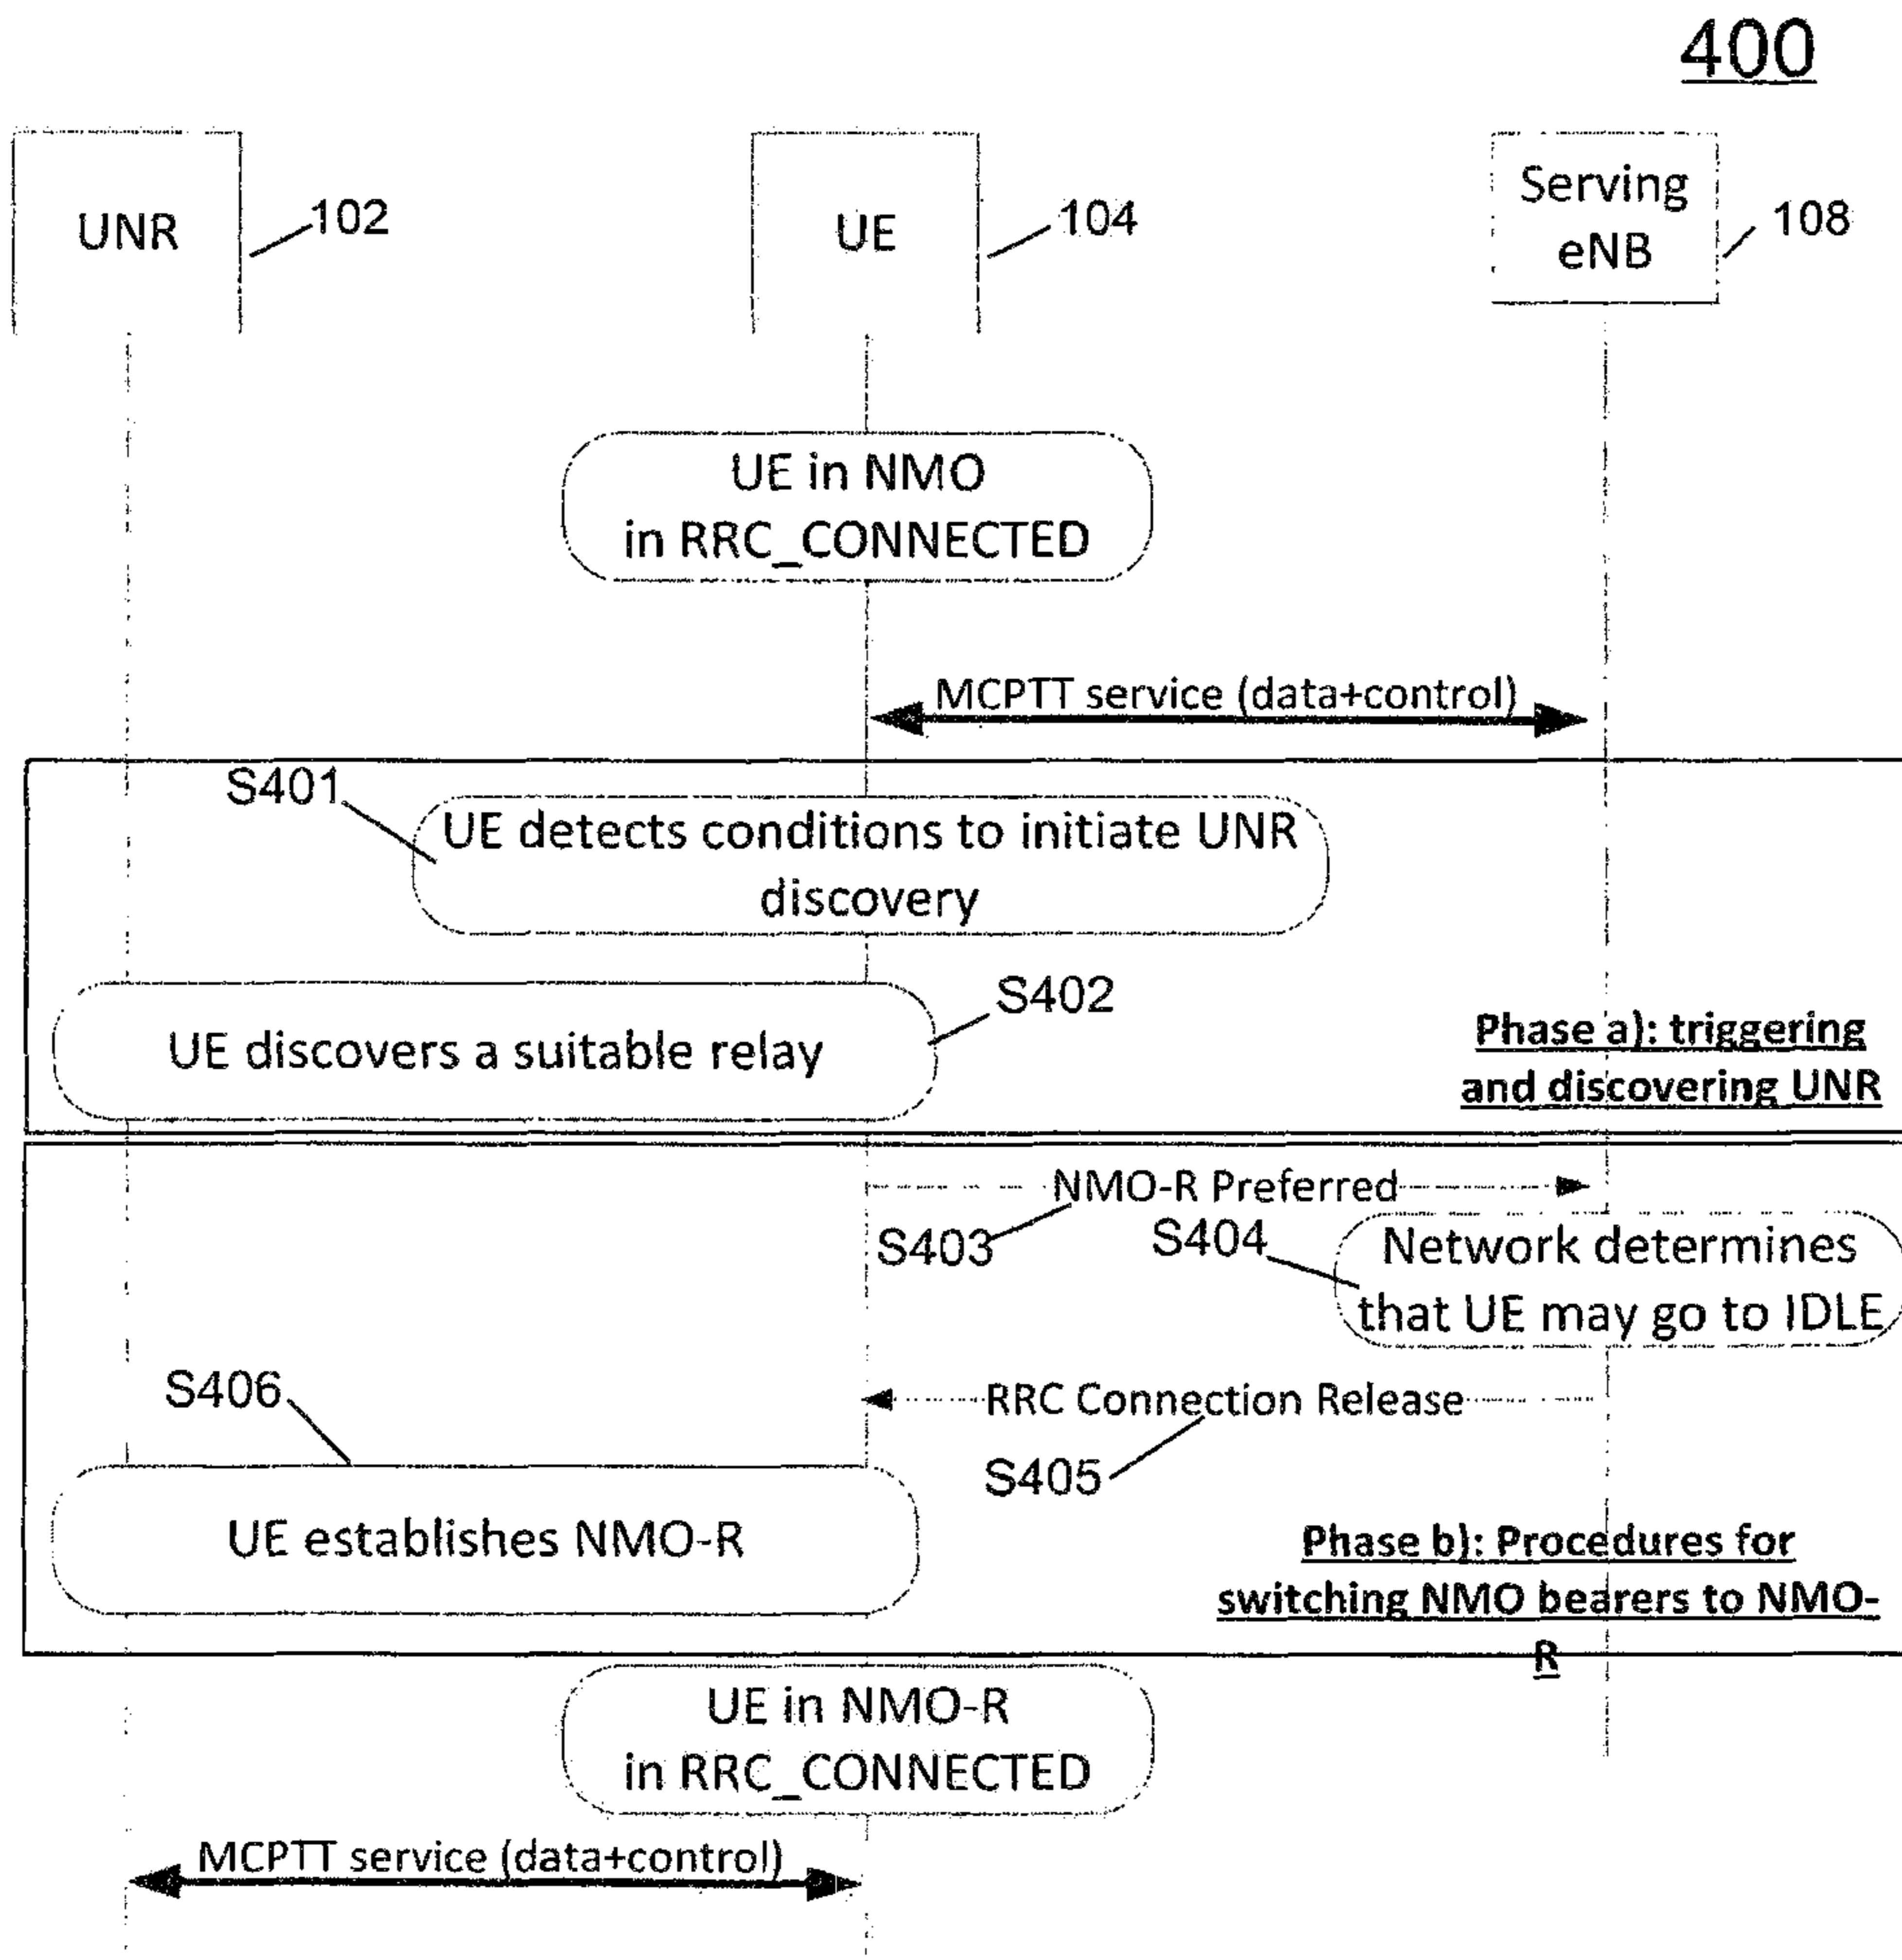 400
UNR
102
UE
104
Serving
eNB
108
UE in NMO
in RRC_CONNECTED
MCPTT service (data+control)
S401
UE detects conditions to initiate UNR
discovery
S402
UE discovers a suitable relay
Phase a): triggering
and discovering UNR
NMO-R Preferred
S403
S404
Network determines
that UE may go to IDLE
S406
RRC Connection Release
S405
UE establishes NMO-R
Phase b): Procedures for
switching NMO bearers to NMO-
R
UE in NMO-R
in RRC_CONNECTED
MCPTT service (data+control)